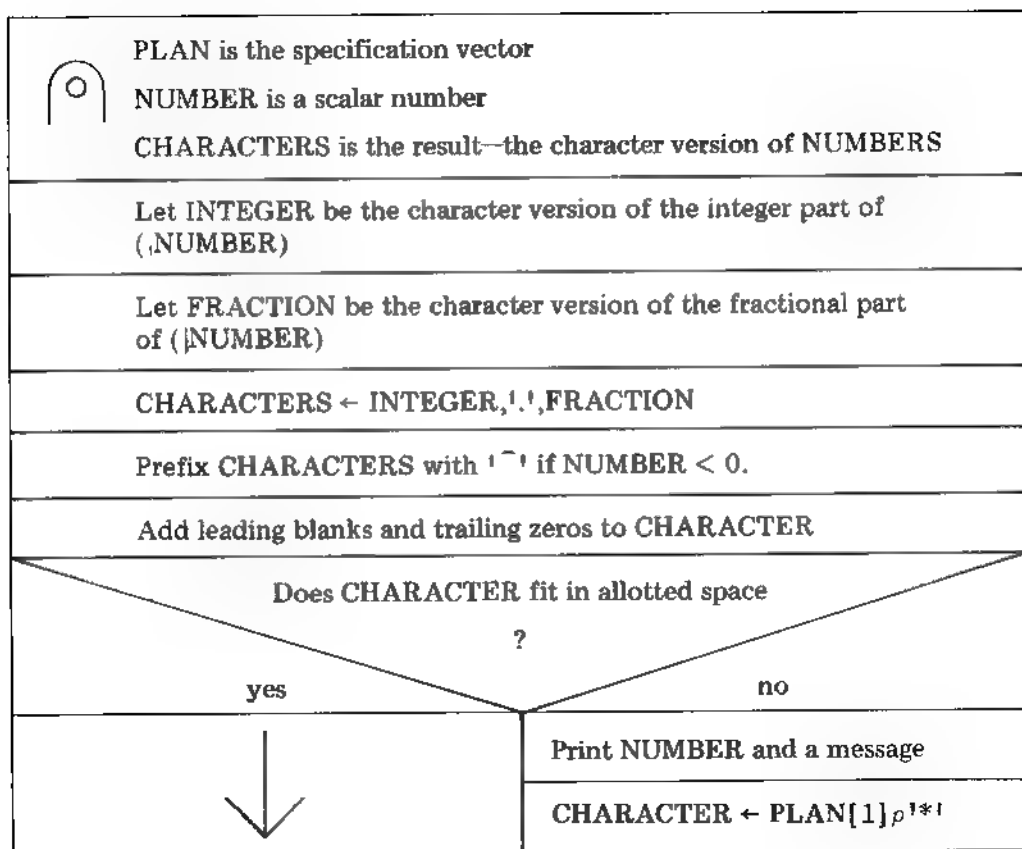 PLAN is the specification vector
NUMBER is a scalar number
CHARACTERS is the result—the character version of NUMBERS
Let INTEGER be the character version of the integer part of
(|NUMBER)
Let FRACTION be the character version of the fractional part
of (|NUMBER)
CHARACTERS ← INTEGER,'.',FRACTION
Prefix CHARACTERS with '¯' if NUMBER < 0.
Add leading blanks and trailing zeros to CHARACTER
Does CHARACTER fit in allotted space
?
yes
no
Print NUMBER and a message
CHARACTER ← PLAN[1]⍴'*'